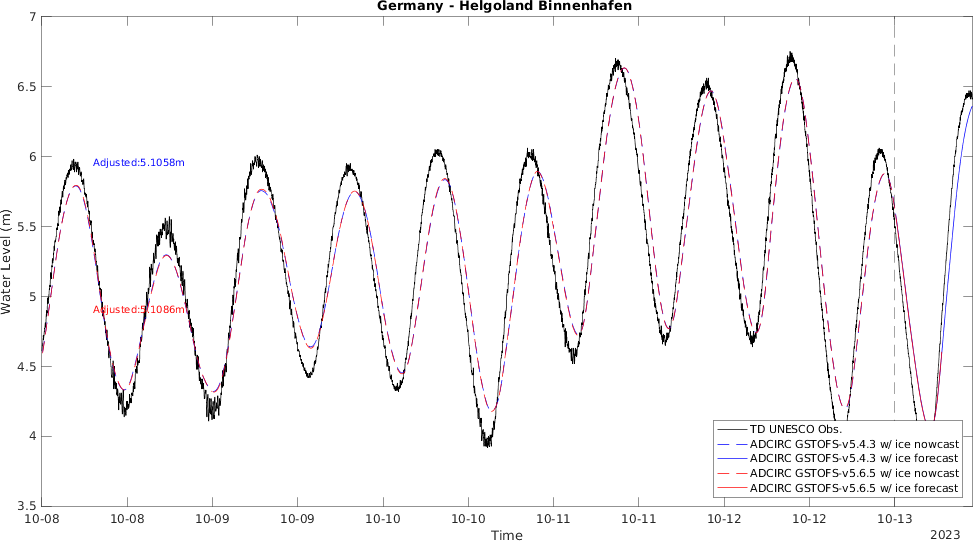 Germany - Helgoland Binnenhafen
7
6.5
6
5.5
5
4.5
4
3.5
Water Level (m)
Adjusted:5.1058m
Adjusted:5.1086m
TD UNESCO Obs.
ADCIRC GSTOFS-v5.4.3 w/ ice nowcast
ADCIRC GSTOFS-v5.4.3 w/ ice forecast
ADCIRC GSTOFS-v5.6.5 w/ ice nowcast
ADCIRC GSTOFS-v5.6.5 w/ ice forecast
10-08 10-08 10-09 10-09 10-10 10-10 10-11 10-11 10-12 10-12 10-13
Time
2023